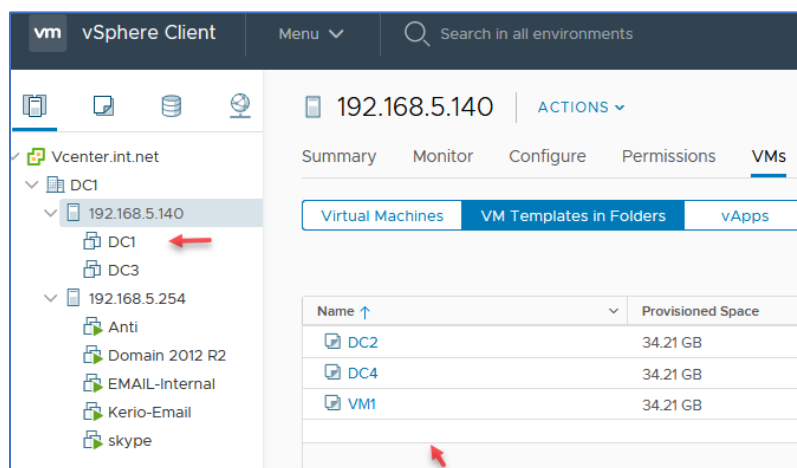 vm vSphere Client Menu Search in all environments
192.168.5.140 ACTIONS
Vcenter.int.net
DC1
192.168.5.140
DC1
DC3
192.168.5.254
Anti
Domain 2012 R2
EMAIL-Internal
Kerio-Email
skype
Summary Monitor Configure Permissions VMs
Virtual Machines VM Templates in Folders vApps
Name Provisioned Space
DC2 34.21 GB
DC4 34.21 GB
VM1 34.21 GB